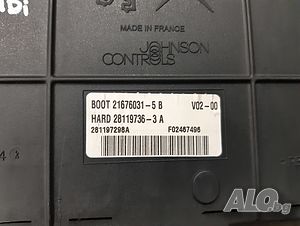 MADE IN FRANCE
JOHNSON
CONTROLS
BOOT 21676031-5 B V02-00
HARD 28119736-3 A
281197298A F02467496
ALO.bg